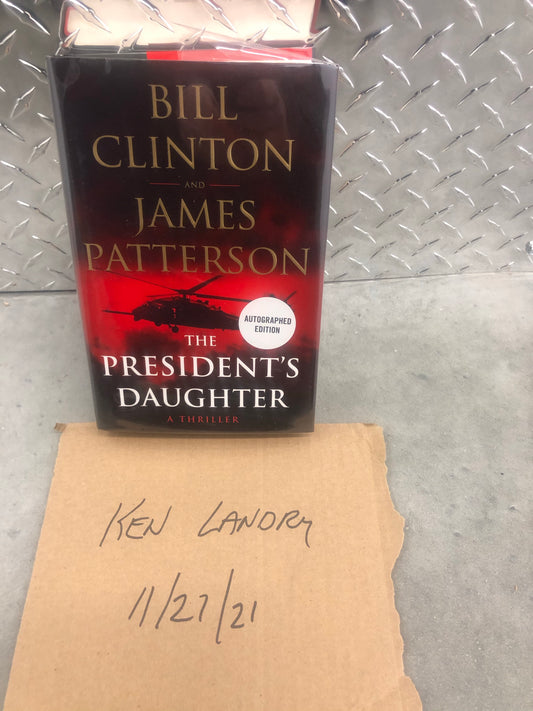 BILL
CLINTON
AND
JAMES
PATTERSON
AUTOGRAPHED
EDITION
THE
PRESIDENT'S
DAUGHTER
A THRILLER
KEN LANDRY
11/27/21